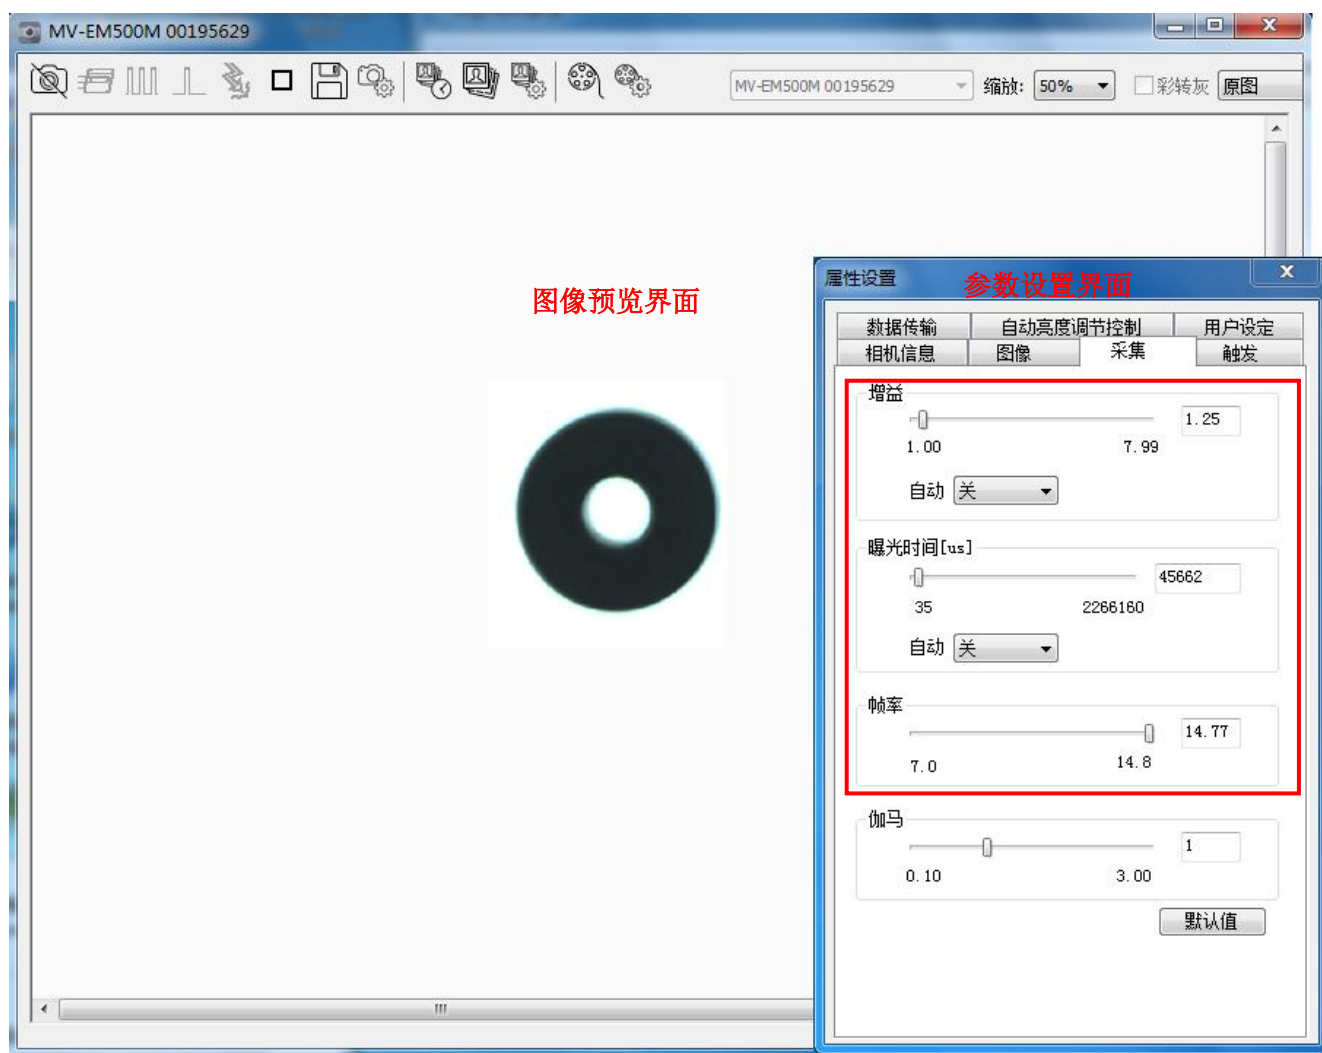 MV-EM500M 00195629
MV-EM500M 00195629 缩放: 50% 彩转灰 原图
图像预览界面
属性设置 参数设置界面
数据传输 自动亮度调节控制 用户设定
相机信息 图像 采集 触发
增益
1.25
1.00 7.99
自动 关
曝光时间[us]
45662
35 2266160
自动 关
帧率
14.77
7.0 14.8
伽马
1
0.10 3.00
默认值